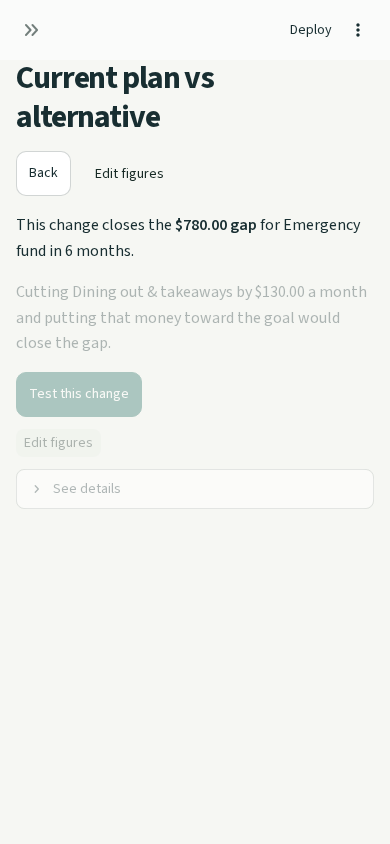 Deploy
Current plan vs
alternative
Back
Edit figures
This change closes the $780.00 gap for Emergency
fund in 6 months.
Cutting Dining out & takeaways by $130.00 a month
and putting that money toward the goal would
close the gap.
Test this change
Edit figures
See details